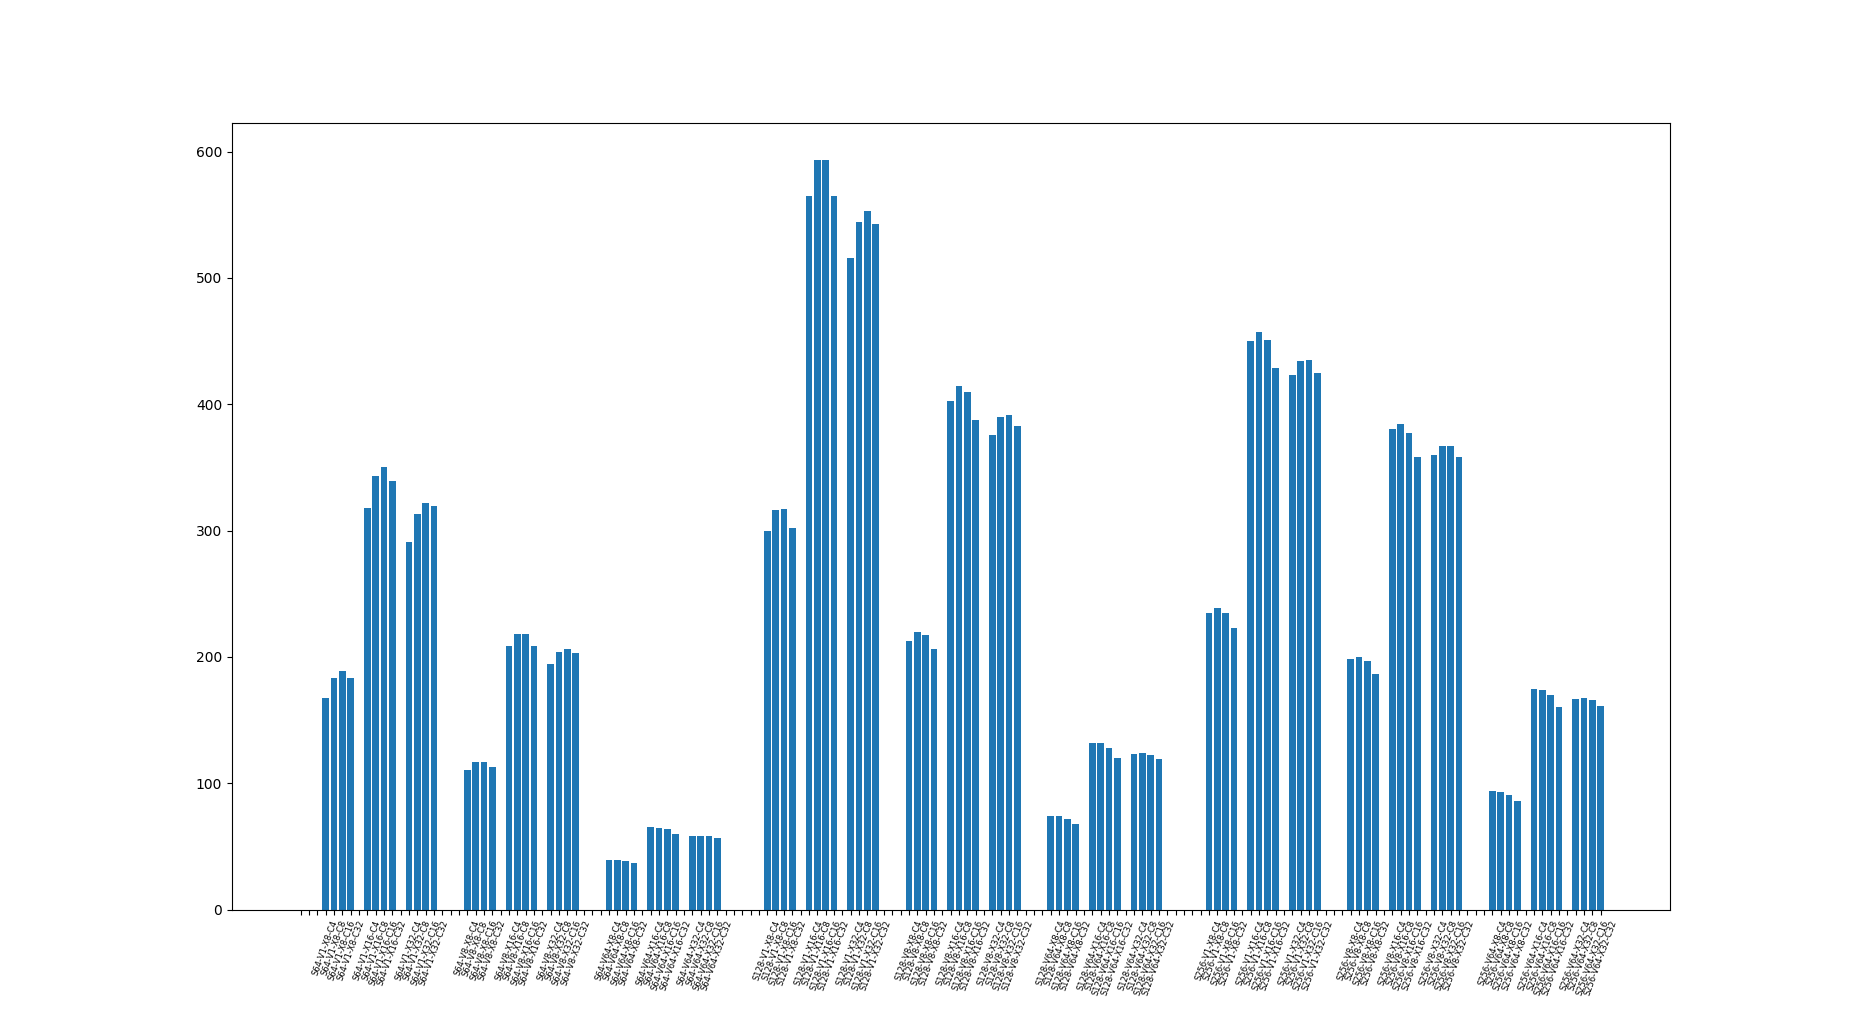 600
500
400
300
200
100
0
S64-V1-X8-C4
S64-V1-X8-C8
S64-V1-X8-C16
S64-V1-X8-C32
S64-V1-X16-C4
S64-V1-X16-C8
S64-V1-X16-C16
S64-V1-X16-C32
S64-V1-X32-C4
S64-V1-X32-C8
S64-V1-X32-C16
S64-V1-X32-C32
S64-V8-X8-C4
S64-V8-X8-C8
S64-V8-X8-C16
S64-V8-X8-C32
S64-V8-X16-C4
S64-V8-X16-C8
S64-V8-X16-C16
S64-V8-X16-C32
S64-V8-X32-C4
S64-V8-X32-C8
S64-V8-X32-C16
S64-V8-X32-C32
S64-V64-X8-C4
S64-V64-X8-C8
S64-V64-X8-C16
S64-V64-X8-C32
S64-V64-X16-C4
S64-V64-X16-C8
S64-V64-X16-C16
S64-V64-X16-C32
S64-V64-X32-C4
S64-V64-X32-C8
S64-V64-X32-C16
S64-V64-X32-C32
S128-V1-X8-C4
S128-V1-X8-C8
S128-V1-X8-C16
S128-V1-X8-C32
S128-V1-X16-C4
S128-V1-X16-C8
S128-V1-X16-C16
S128-V1-X16-C32
S128-V1-X32-C4
S128-V1-X32-C8
S128-V1-X32-C16
S128-V1-X32-C32
S128-V8-X8-C4
S128-V8-X8-C8
S128-V8-X8-C16
S128-V8-X8-C32
S128-V8-X16-C4
S128-V8-X16-C8
S128-V8-X16-C16
S128-V8-X16-C32
S128-V8-X32-C4
S128-V8-X32-C8
S128-V8-X32-C16
S128-V8-X32-C32
S128-V64-X8-C4
S128-V64-X8-C8
S128-V64-X8-C16
S128-V64-X8-C32
S128-V64-X16-C4
S128-V64-X16-C8
S128-V64-X16-C16
S128-V64-X16-C32
S128-V64-X32-C4
S128-V64-X32-C8
S128-V64-X32-C16
S128-V64-X32-C32
S256-V1-X8-C4
S256-V1-X8-C8
S256-V1-X8-C16
S256-V1-X8-C32
S256-V1-X16-C4
S256-V1-X16-C8
S256-V1-X16-C16
S256-V1-X16-C32
S256-V1-X32-C4
S256-V1-X32-C8
S256-V1-X32-C16
S256-V1-X32-C32
S256-V8-X8-C4
S256-V8-X8-C8
S256-V8-X8-C16
S256-V8-X8-C32
S256-V8-X16-C4
S256-V8-X16-C8
S256-V8-X16-C16
S256-V8-X16-C32
S256-V8-X32-C4
S256-V8-X32-C8
S256-V8-X32-C16
S256-V8-X32-C32
S256-V64-X8-C4
S256-V64-X8-C8
S256-V64-X8-C16
S256-V64-X8-C32
S256-V64-X16-C4
S256-V64-X16-C8
S256-V64-X16-C16
S256-V64-X16-C32
S256-V64-X32-C4
S256-V64-X32-C8
S256-V64-X32-C16
S256-V64-X32-C32